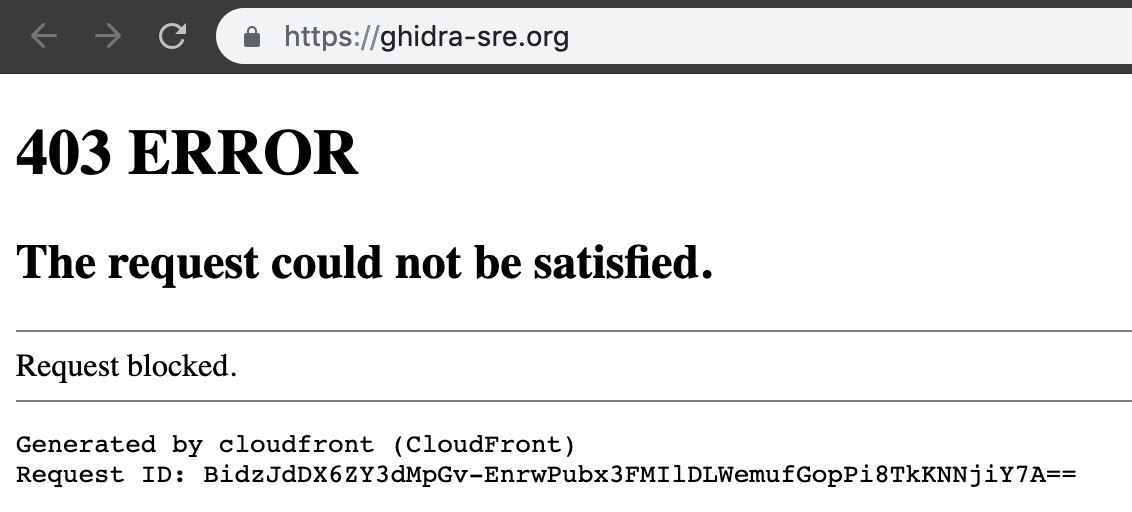 https://ghidra-sre.org
403 ERROR
The request could not be satisfied.
Request blocked.
Generated by cloudfront (CloudFront)
Request ID: BidzJdDX6ZY3dMpGv-EnrwPubx3FMIlDLWemufGopPi8TkKNNjiY7A==